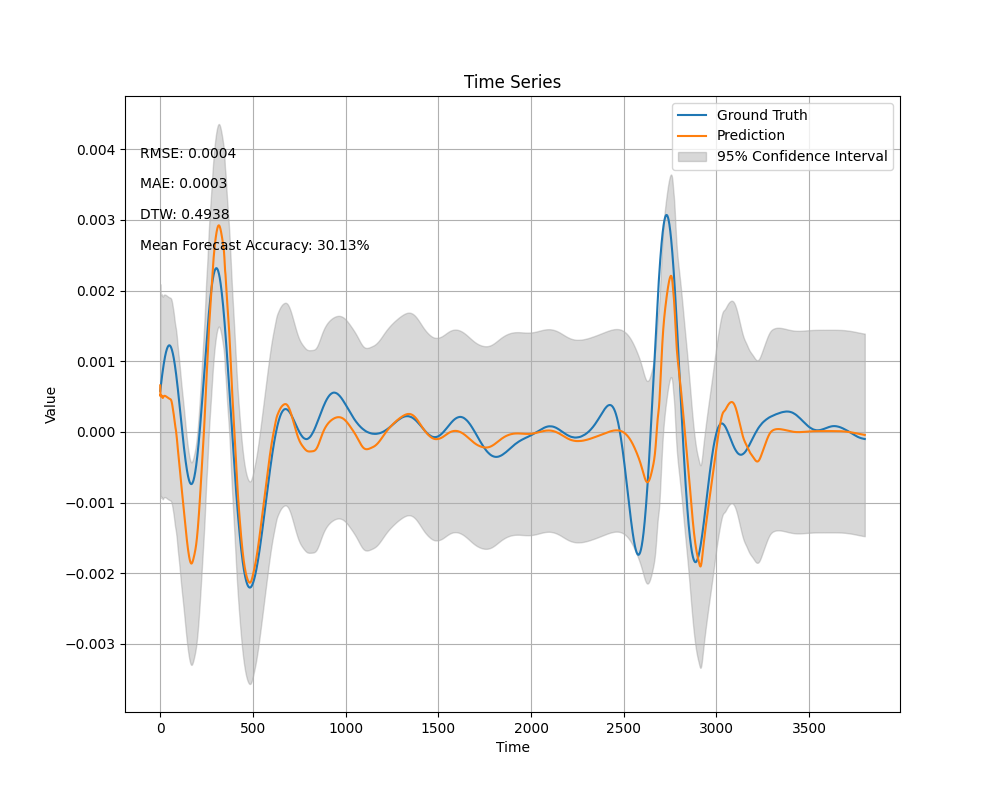 Time Series
Ground Truth
Prediction
95% Confidence Interval
RMSE: 0.0004
MAE: 0.0003
DTW: 0.4938
Mean Forecast Accuracy: 30.13%
0.004
0.003
0.002
0.001
0.000
−0.001
−0.002
−0.003
Value
0 500 1000 1500 2000 2500 3000 3500
Time